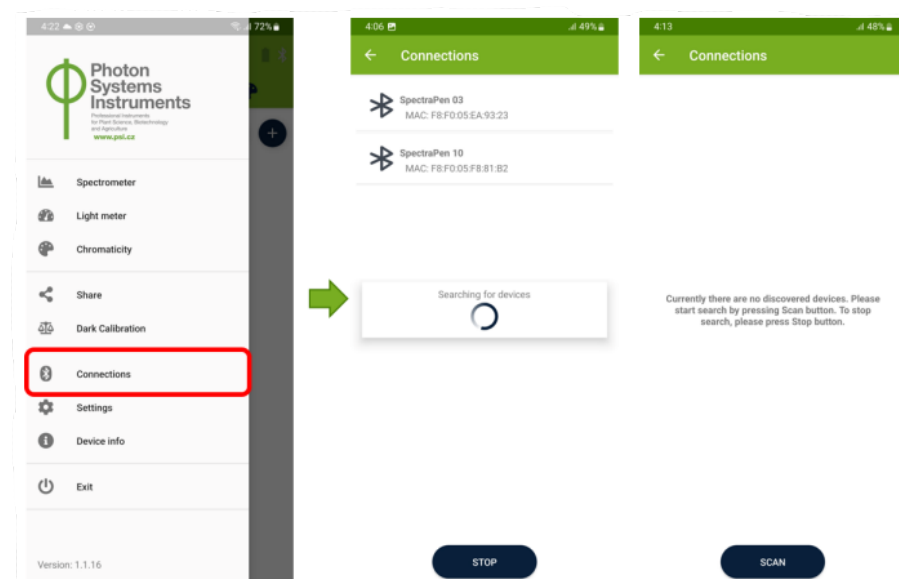 4:22
72%
Photon
Systems
Instruments
Professional Instruments
for Plant Science, Biotechnology
and Agriculture
www.psi.cz
+
Spectrometer
Light meter
Chromaticity
Share
Dark Calibration
Connections
Settings
Device info
Exit
Version: 1.1.16
4:06
49%
← Connections
SpectraPen 03
MAC: F8:F0:05:EA:93:23
SpectraPen 10
MAC: F8:F0:05:F8:81:B2
Searching for devices
STOP
4:13
48%
← Connections
Currently there are no discovered devices. Please
start search by pressing Scan button. To stop
search, please press Stop button.
SCAN